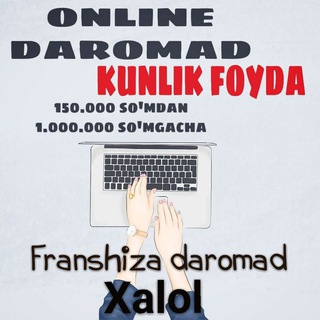 ONLINE
DAROMAD
KUNLIK FOYDA
150.000 SO'MDAN
1.000.000 SO'MGACHA
Franshiza daromad
Xalol